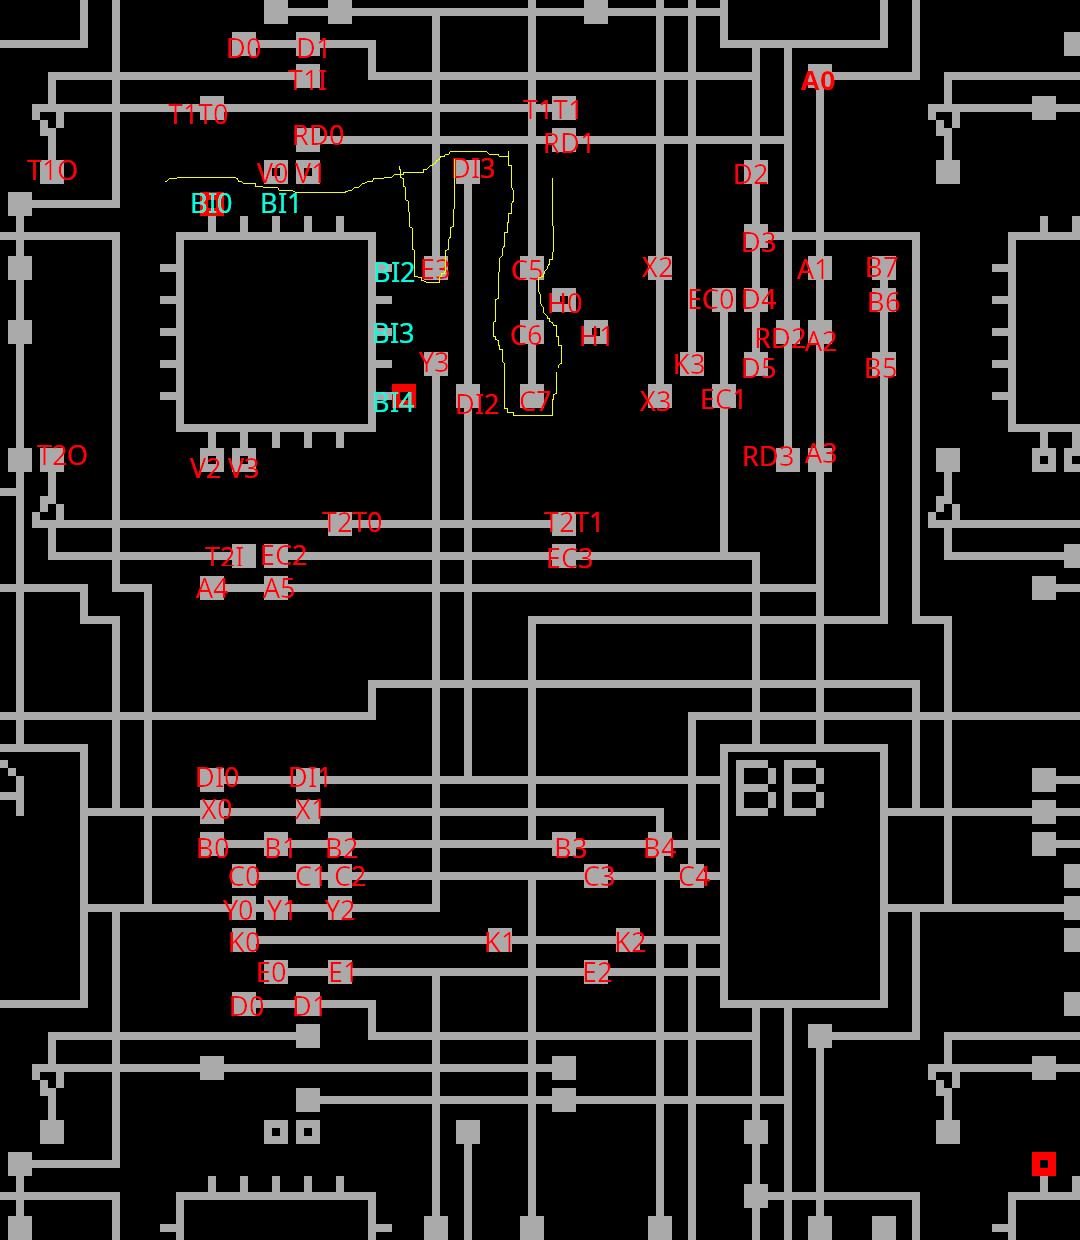 D0 D1
T1I A0
T1T0 T1T1
RD0 RD1
T1O V0 V1 DI3 D2
BI0 BI1
D3
BI2 E3 C5 X2 A1 B7
H0 EC0 D4 B6
BI3 C6 H1 RD2 A2
Y3 K3 D5 B5
BI4 DI2 C7 X3 EC1
T2O V2 V3 RD3 A3
T2T0 T2T1
T2I EC2 EC3
A4 A5
DI0 DI1 BB
X0 X1
B0 B1 B2 B3 B4
C0 C1 C2 C3 C4
Y0 Y1 Y2
K0 K1 K2
E0 E1 E2
D0 D1